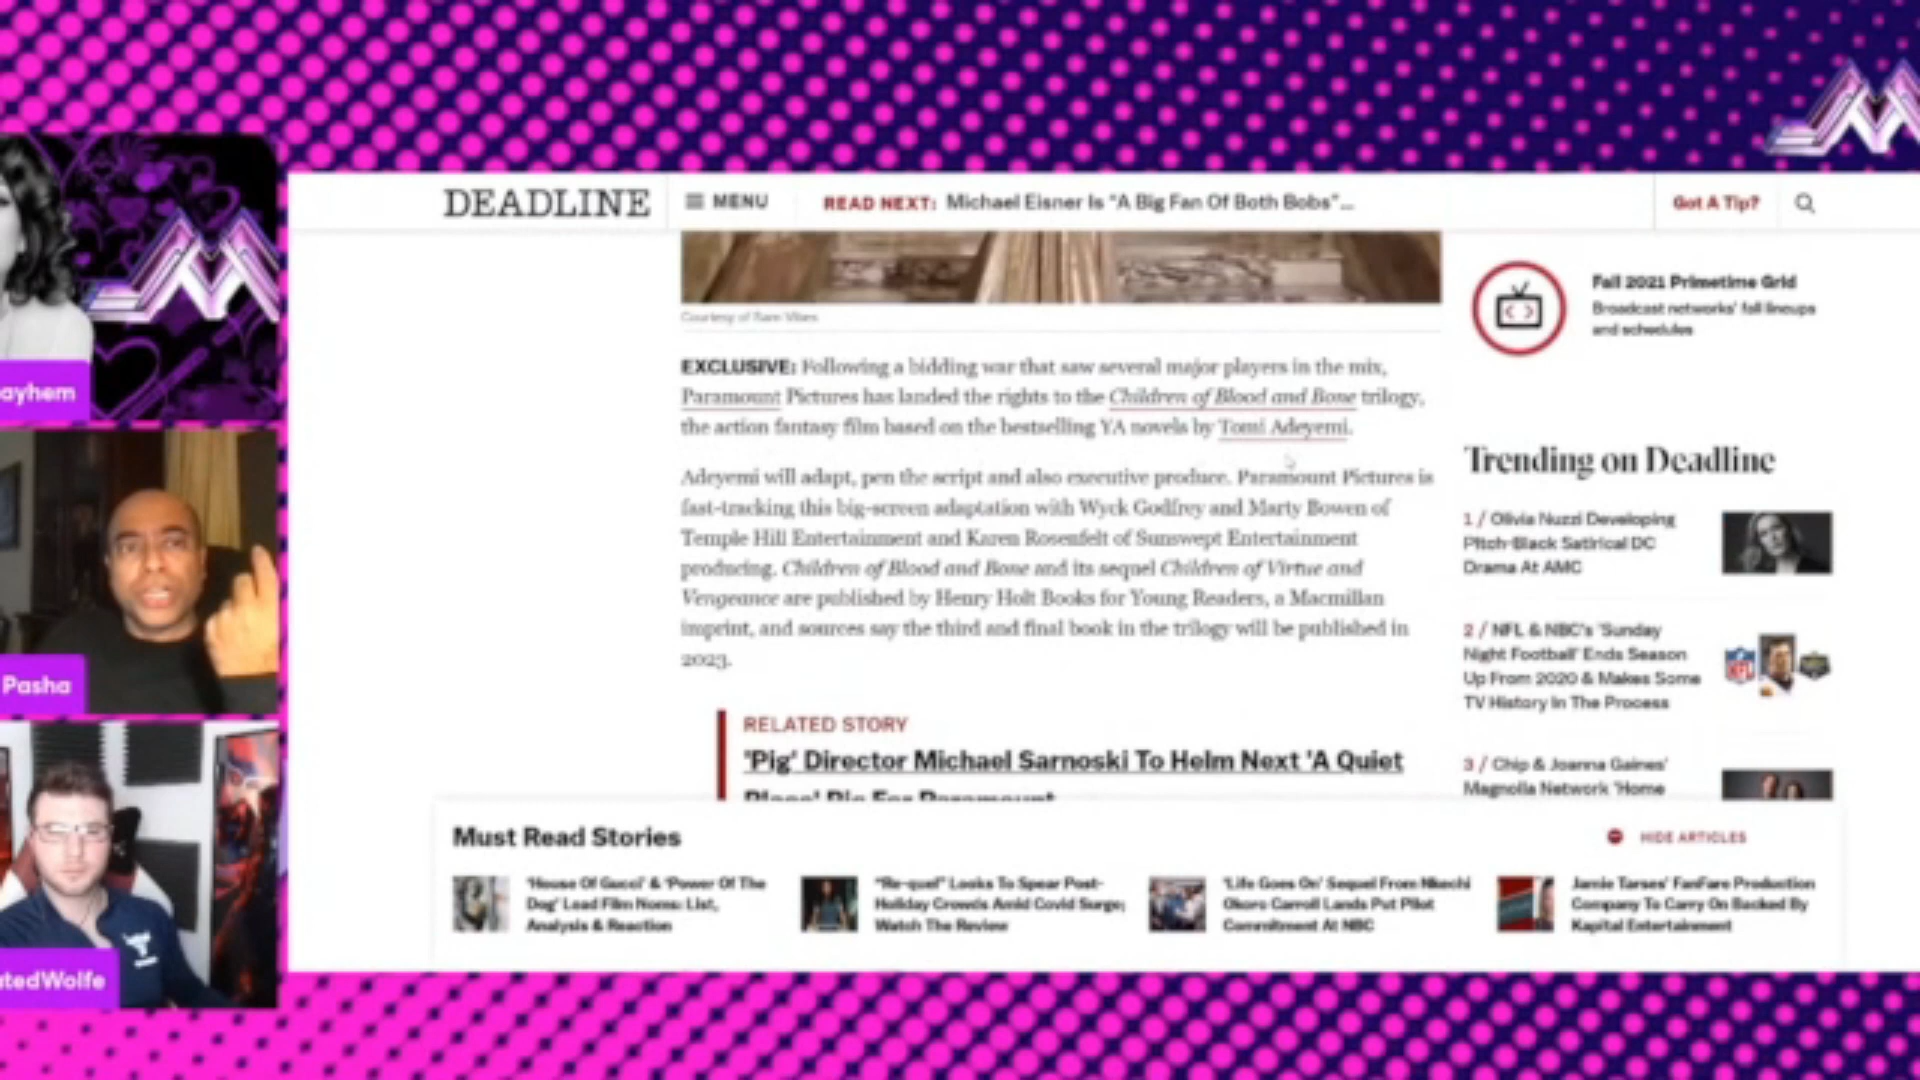 DEADLINE
MENU
READ NEXT: Michael Eisner Is "A Big Fan Of Both Bobs"...
Got A Tip?
Courtesy of
EXCLUSIVE: Following a bidding war that saw several major players in the mix,
Paramount Pictures has landed the rights to the Children of Blood and Bone trilogy,
the action fantasy film based on the bestselling YA novels by Tomi Adeyemi.
Adeyemi will adapt, pen the script and also executive produce. Paramount Pictures is
fast-tracking this big-screen adaptation with Wyck Godfrey and Marty Bowen of
Temple Hill Entertainment and Karen Rosenfelt of Sunswept Entertainment
producing. Children of Blood and Bone and its sequel Children of Virtue and
Vengeance are published by Henry Holt Books for Young Readers, a Macmillan
imprint, and sources say the third and final book in the trilogy will be published in
2023.
RELATED STORY
'Pig' Director Michael Sarnoski To Helm Next 'A Quiet
Place' Pic For Paramount
Fall 2021 Primetime Grid
Broadcast networks' fall lineups
and schedules
Trending on Deadline
1 / Olivia Nuzzi Developing
Pitch-Black Satirical DC
Drama At AMC
2 / NFL & NBC's 'Sunday
Night Football' Ends Season
Up From 2020 & Makes Some
TV History In The Process
3 / Chip & Joanna Gaines'
Magnolia Network 'Home
Must Read Stories
HIDE ARTICLES
'House Of Gucci' & 'Power Of The
Dog' Lead Film Noms: List,
Analysis & Reaction
"Re-quel" Looks To Spear Post-
Holiday Crowds Amid Covid Surge;
Watch The Review
'Life Goes On' Sequel From Nkechi
Okoro Carroll Lands Put Pilot
Commitment At NBC
Jamie Tarses' FanFare Production
Company To Carry On Backed By
Kapital Entertainment
ayhem
Pasha
tedWolfe